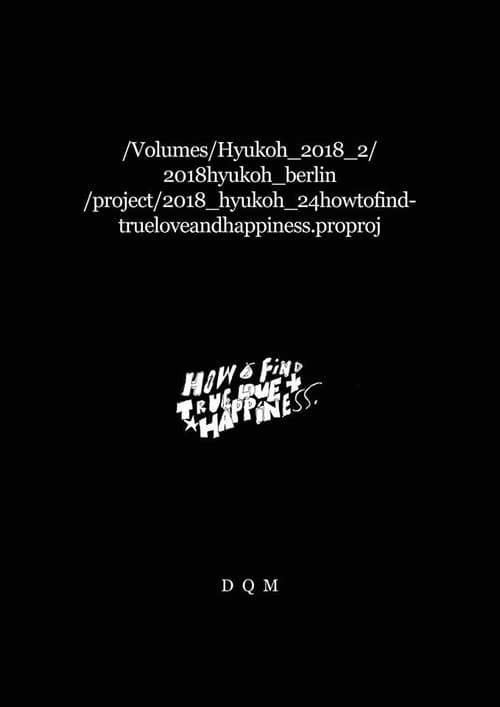 /Volumes/Hyukoh_2018_2/
2018hyukoh_berlin
/project/2018_hyukoh_24howtofind-
trueloveandhappiness.proproj
HOW TO FiND
TRUE LOVE +
HAPPINESS.
D Q M